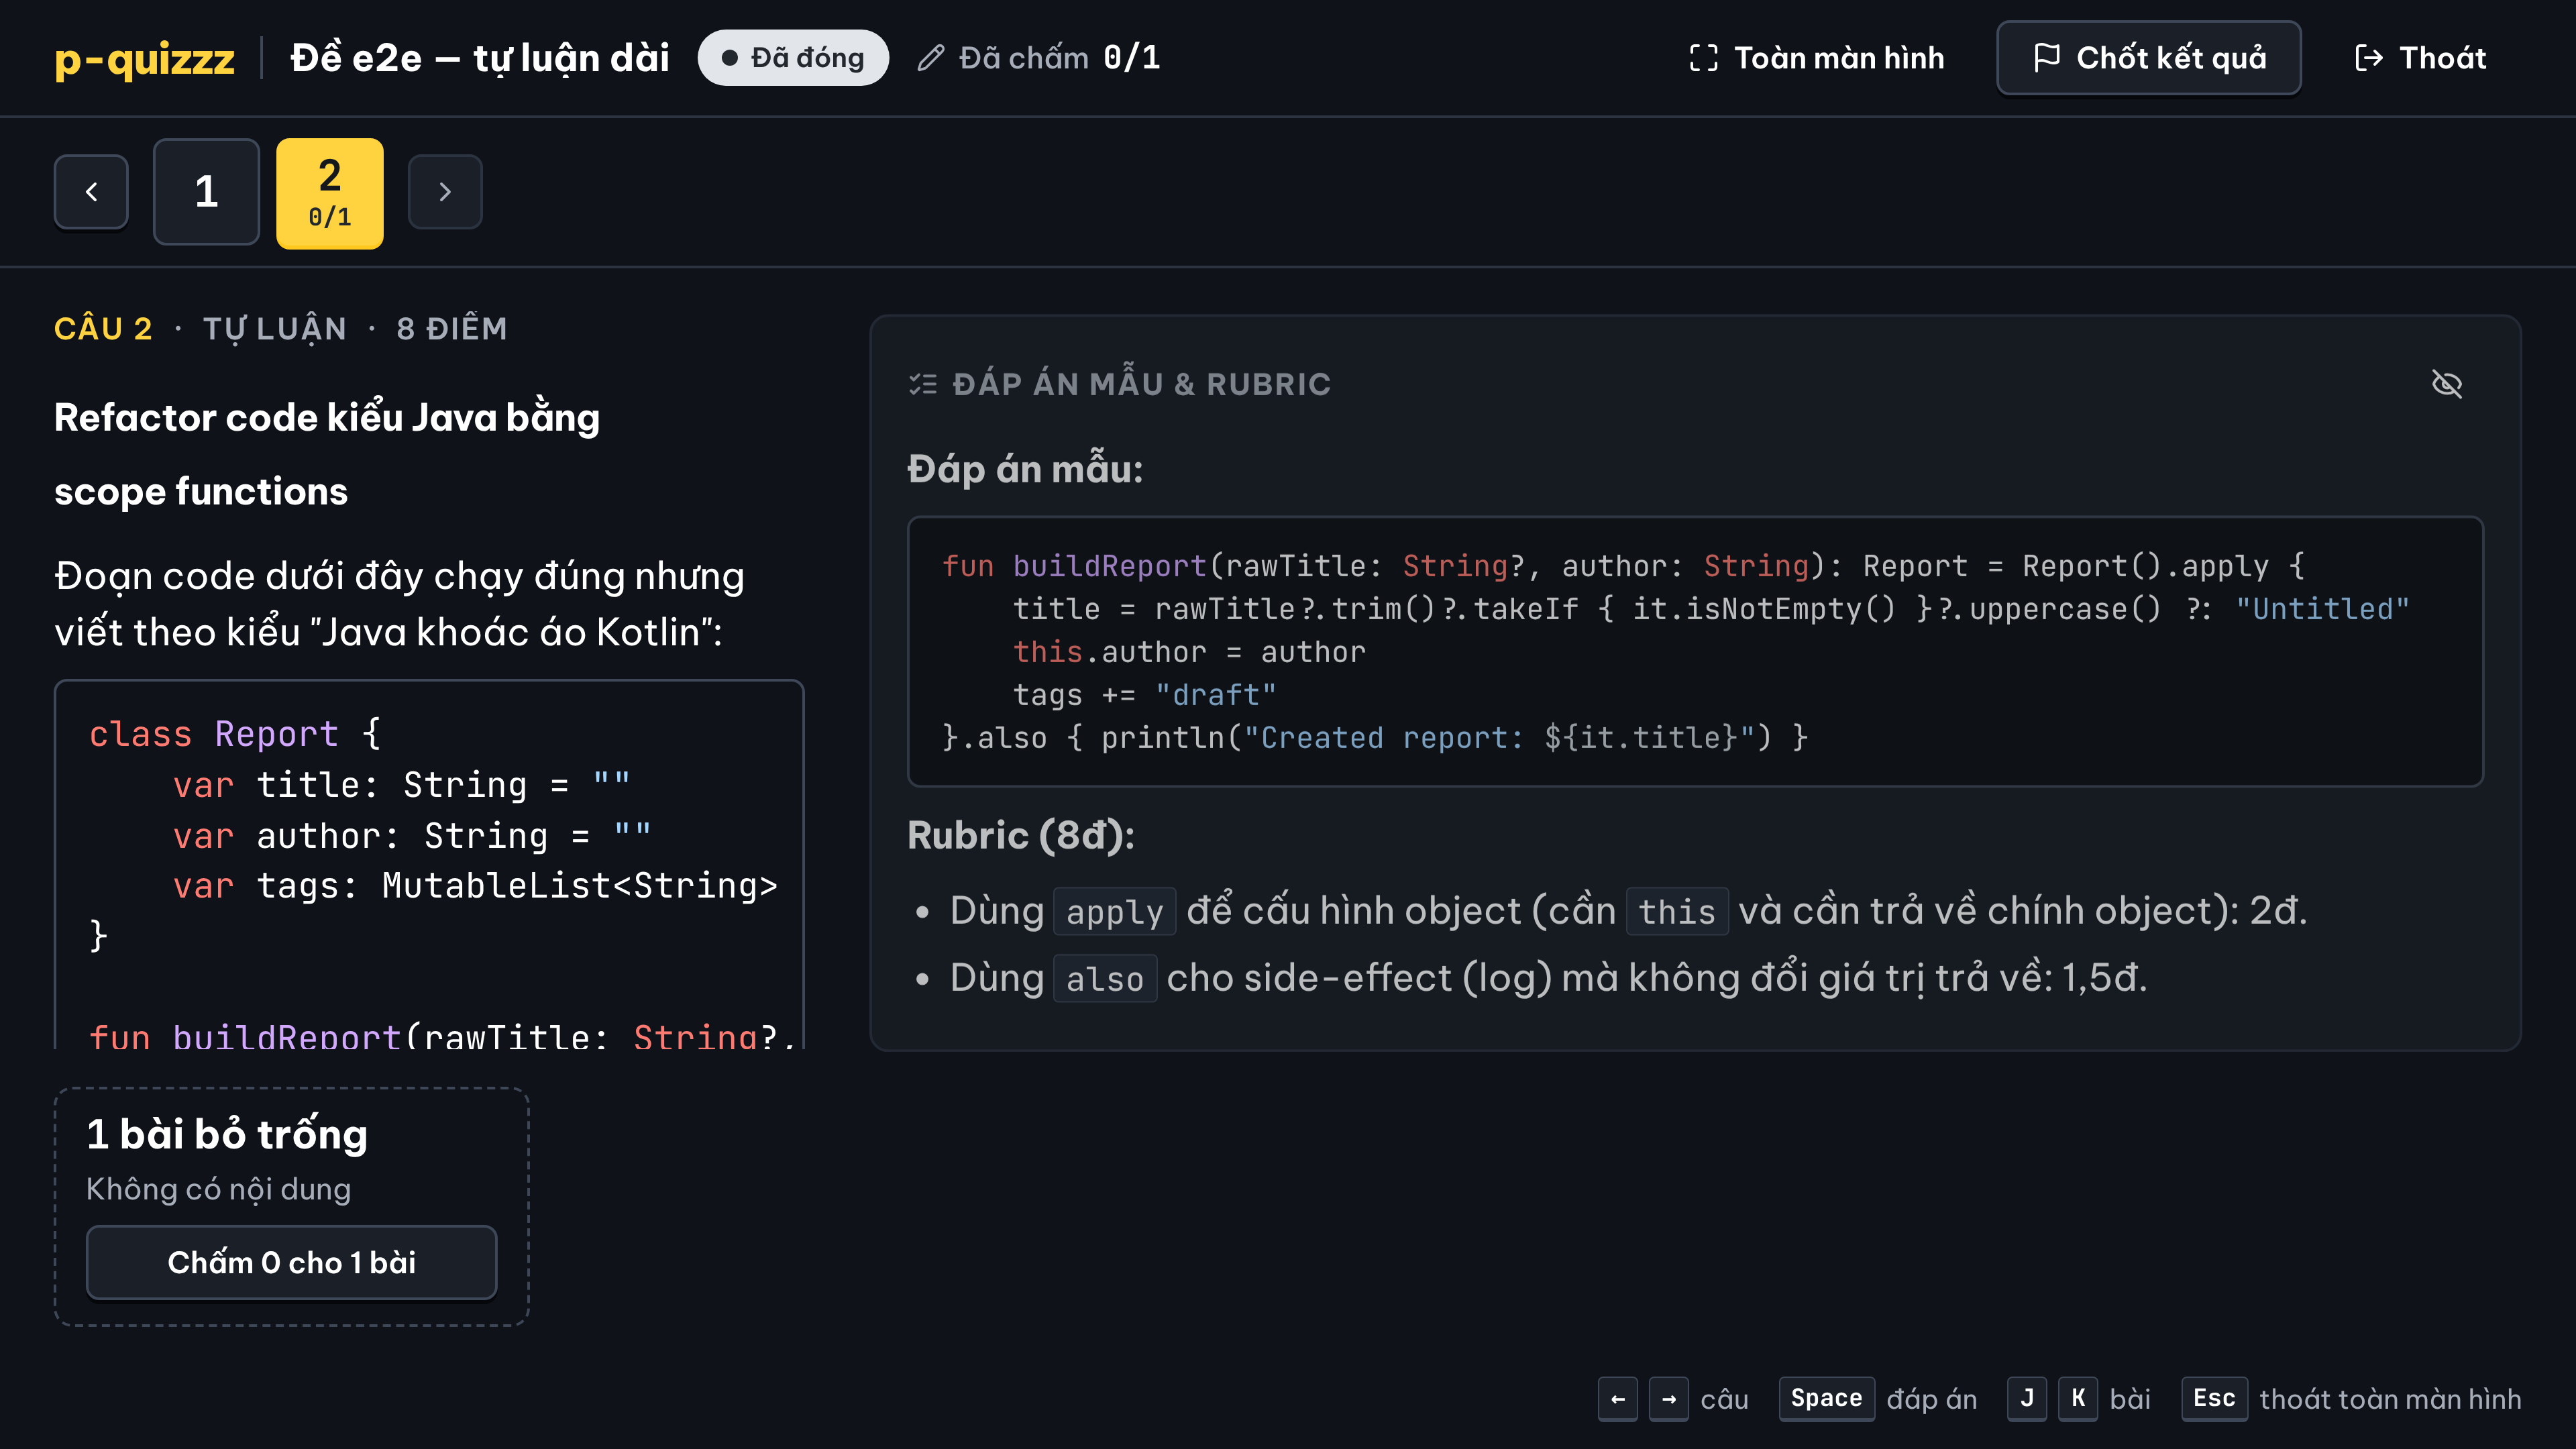 p-quizzz
Đề e2e — tự luận dài
Đã đóng
Đã chấm 0/1
Toàn màn hình
Chốt kết quả
Thoát
1
2
0/1
CÂU 2 · TỰ LUẬN · 8 ĐIỂM
Refactor code kiểu Java bằng
scope functions
Đoạn code dưới đây chạy đúng nhưng
viết theo kiểu "Java khoác áo Kotlin":
class Report {
    var title: String = ""
    var author: String = ""
    var tags: MutableList<String>
}
fun buildReport(rawTitle: String?,
ĐÁP ÁN MẪU & RUBRIC
Đáp án mẫu:
fun buildReport(rawTitle: String?, author: String): Report = Report().apply {
    title = rawTitle?.trim()?.takeIf { it.isNotEmpty() }?.uppercase() ?: "Untitled"
    this.author = author
    tags += "draft"
}.also { println("Created report: ${it.title}") }
Rubric (8đ):
• Dùng apply để cấu hình object (cần this và cần trả về chính object): 2đ.
• Dùng also cho side-effect (log) mà không đổi giá trị trả về: 1,5đ.
1 bài bỏ trống
Không có nội dung
Chấm 0 cho 1 bài
← → câu Space đáp án J K bài Esc thoát toàn màn hình